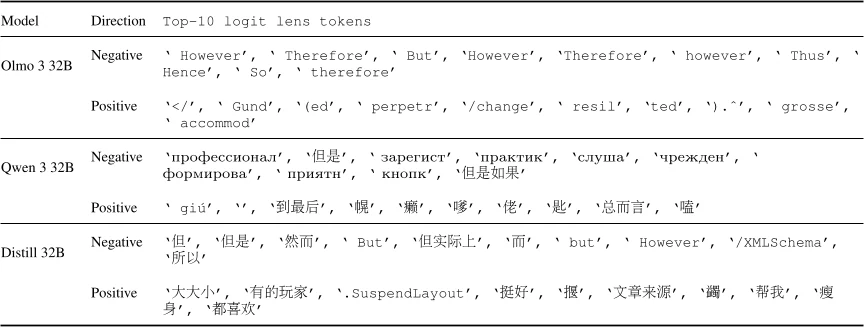 Model Direction Top-10 logit lens tokens
Olmo 3 32B Negative ‘ However’, ‘ Therefore’, ‘ But’, ‘However’, ‘Therefore’, ‘ however’, ‘ Thus’, ‘
Hence’, ‘ So’, ‘ therefore’
Positive ‘</’, ‘ Gund’, ‘(ed’, ‘ perpetr’, ‘/change’, ‘ resil’, ‘ted’, ‘).ˆ’, ‘ grosse’,
‘ accommod’
Qwen 3 32B Negative ‘профессионал’, ‘但是’, ‘ зарегист’, ‘практик’, ‘слуша’, ‘чрежден’, ‘
формирова’, ‘ приятн’, ‘ кнопк’, ‘但是如果’
Positive ‘ giú’, ‘’, ‘到最后’, ‘幌’, ‘癞’, ‘嗲’, ‘佬’, ‘匙’, ‘总而言’, ‘嗑’
Distill 32B Negative ‘但’, ‘但是’, ‘然而’, ‘ But’, ‘但实际上’, ‘而’, ‘ but’, ‘ However’, ‘/XMLSchema’,
‘所以’
Positive ‘大大小’, ‘有的玩家’, ‘.SuspendLayout’, ‘挺好’, ‘揠’, ‘文章来源’, ‘’, ‘帮我’, ‘瘦
身’, ‘都喜欢’